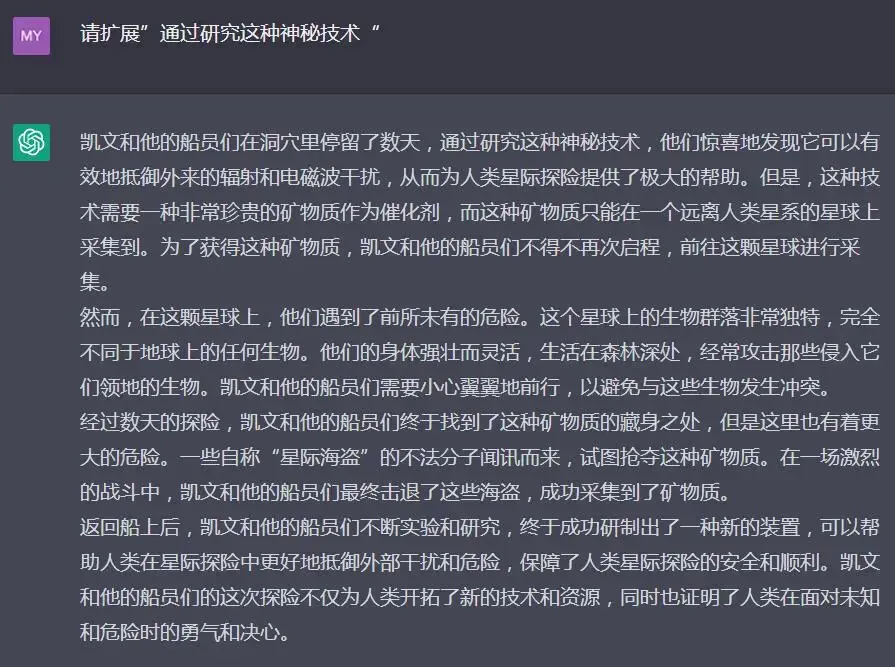 MY
请扩展”通过研究这种神秘技术“
凯文和他的船员们在洞穴里停留了数天，通过研究这种神秘技术，他们惊喜地发现它可以有
效地抵御外来的辐射和电磁波干扰，从而为人类星际探险提供了极大的帮助。但是，这种技
术需要一种非常珍贵的矿物质作为催化剂，而这种矿物质只能在一个远离人类星系的星球上
采集到。为了获得这种矿物质，凯文和他的船员们不得不再次启程，前往这颗星球进行采
集。
然而，在这颗星球上，他们遇到了前所未有的危险。这个星球上的生物群落非常独特，完全
不同于地球上的任何生物。他们的身体强壮而灵活，生活在森林深处，经常攻击那些侵入它
们领地的生物。凯文和他的船员们需要小心翼翼地前行，以避免与这些生物发生冲突。
经过数天的探险，凯文和他的船员们终于找到了这种矿物质的藏身之处，但是这里也有着更
大的危险。一些自称“星际海盗”的不法分子闻讯而来，试图抢夺这种矿物质。在一场激烈
的战斗中，凯文和他的船员们最终击退了这些海盗，成功采集到了矿物质。
返回船上后，凯文和他的船员们不断实验和研究，终于成功研制出了一种新的装置，可以帮
助人类在星际探险中更好地抵御外部干扰和危险，保障了人类星际探险的安全和顺利。凯文
和他的船员们的这次探险不仅为人类开拓了新的技术和资源，同时也证明了人类在面对未知
和危险时的勇气和决心。